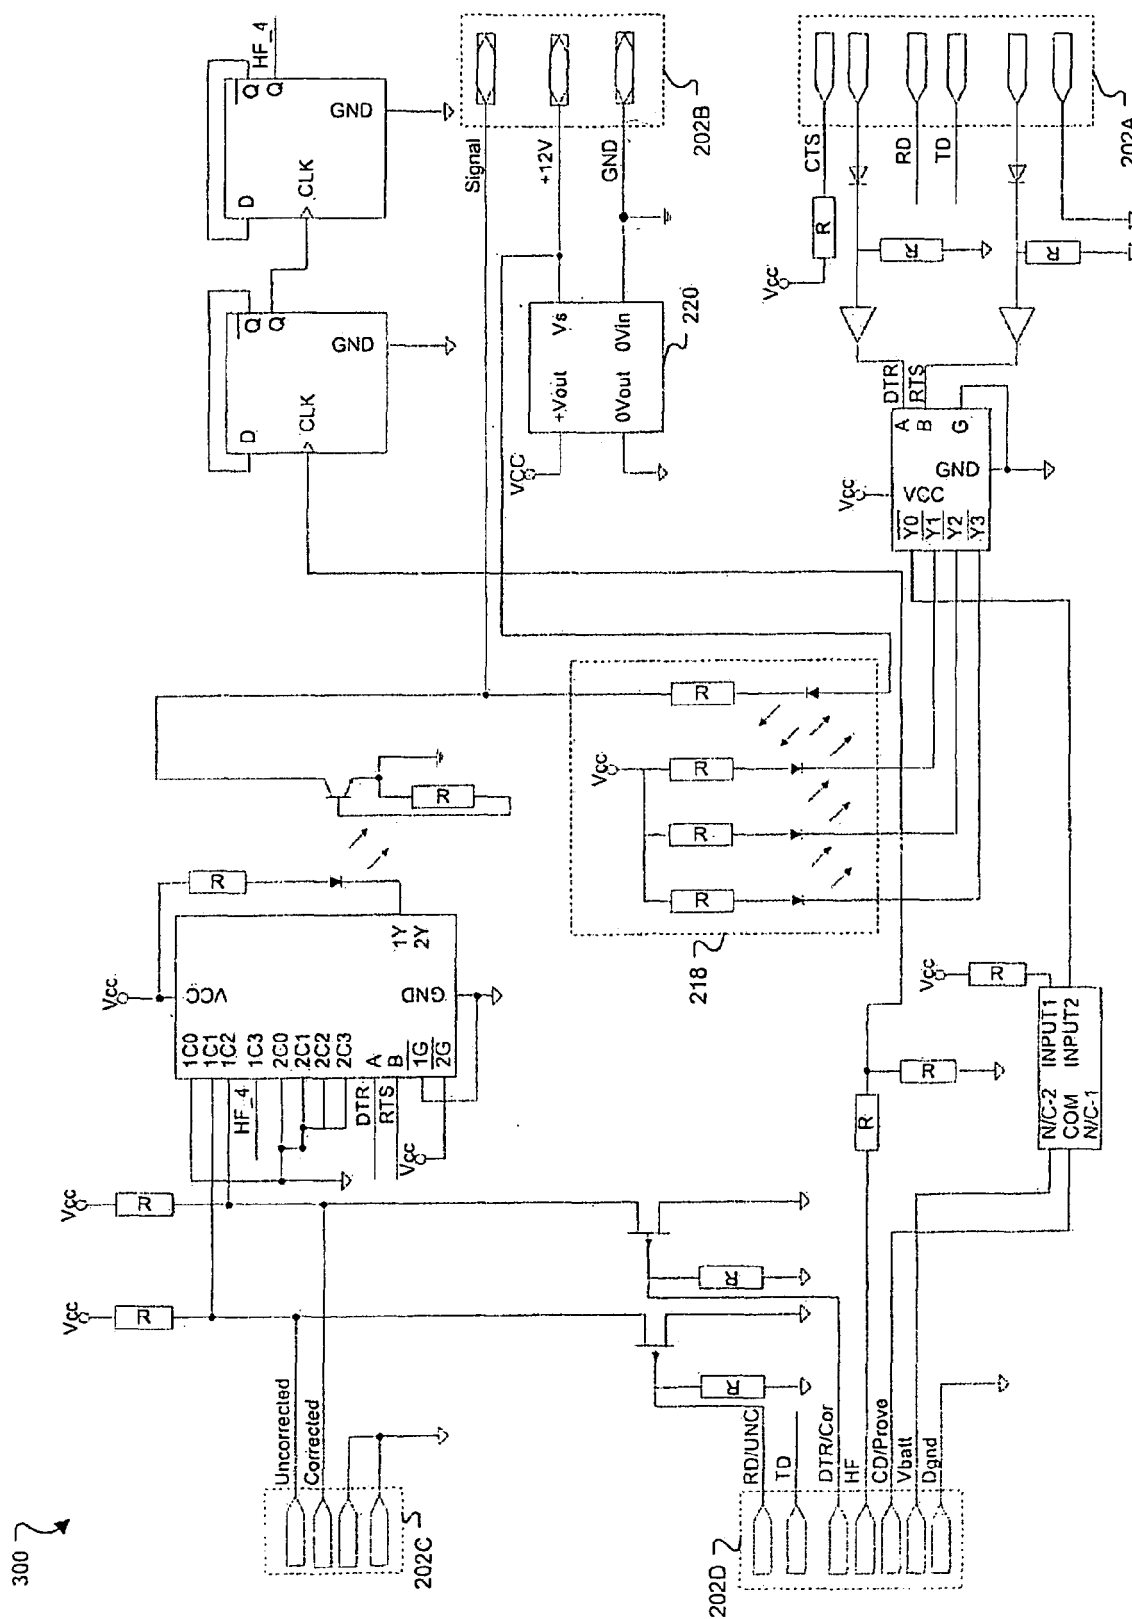 300
Uncorrected
Corrected
202C
Vcc
R
Vcc
R
1C0
1C1
1C2
HF_4
1C3
2C0
2C1
2C2
2C3
DTR
A
RTS
B
1G
Vcc
2G
Vcc
VCC
GND
1Y
2Y
R
R
D
Q
Q
CLK
GND
D
Q
Q
HF_4
CLK
GND
Signal
+12V
GND
202B
VCC
+Vout
Vs
0Vout
0Vin
220
218
Vcc
R
R
R
R
202D
RD/UNC
TD
DTR/Cor
HF
CD/Prove
Vbatt
Dgnd
R
R
R
R
Vcc
R
N/C-2
INPUT1
COM
INPUT2
N/C-1
Vcc
VCC
GND
Y0
Y1
Y2
Y3
A
B
G
DTR
RTS
Vcc
R
CTS
R
RD
TD
R
202A